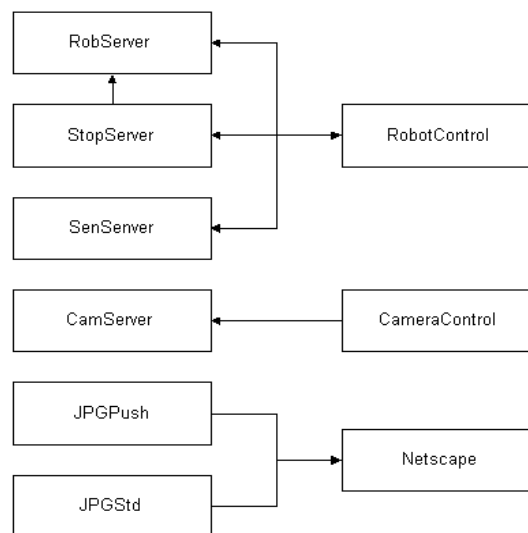 RobServer
StopServer
RobotControl
SenServer
CamServer
CameraControl
JPGPush
Netscape
JPGStd